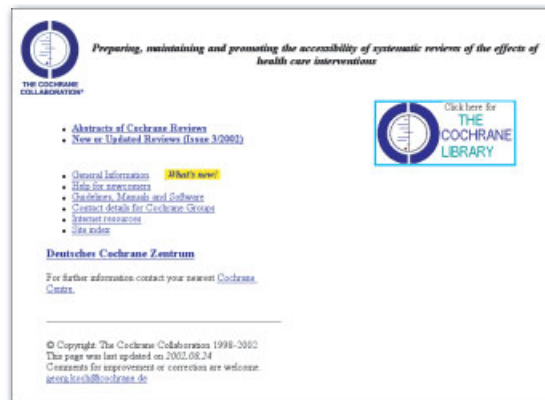 Preparing, maintaining and promoting the accessibility of systematic reviews of the effects of
health care interventions
THE COCHRANE
COLLABORATION®
Click here for
THE
COCHRANE
LIBRARY
Abstracts of Cochrane Reviews
New or Updated Reviews (Issue 3/2002)
General Information What's new!
Help for newcomers
Guidelines, Manuals and Software
Contact details for Cochrane Groups
Internet resources
Site index
Deutsches Cochrane Zentrum
For further information contact your nearest Cochrane
Centre.
© Copyright: The Cochrane Collaboration 1998-2002
This page was last updated on 2002.08.24
Comments for improvement or correction are welcome.
georg.koch@cochrane.de